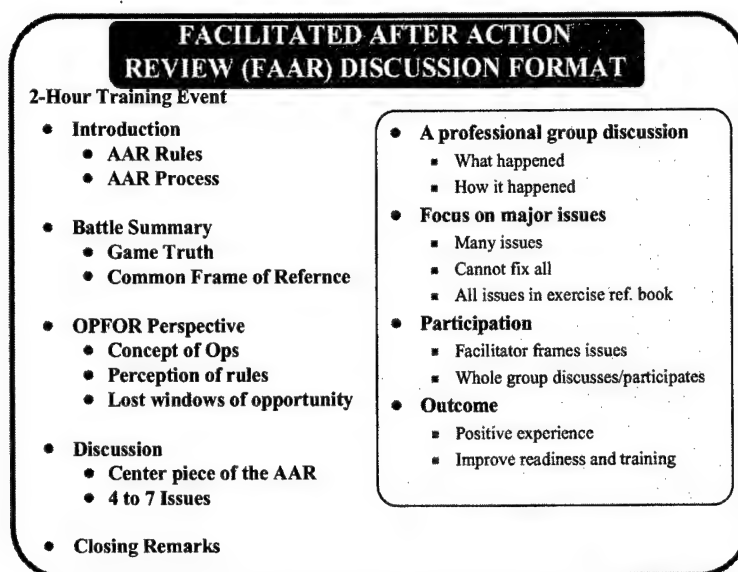 FACILITATED AFTER ACTION
REVIEW (FAAR) DISCUSSION FORMAT
2-Hour Training Event
• Introduction
• AAR Rules
• AAR Process
• Battle Summary
• Game Truth
• Common Frame of Refernce
• OPFOR Perspective
• Concept of Ops
• Perception of rules
• Lost windows of opportunity
• Discussion
• Center piece of the AAR
• 4 to 7 Issues
• Closing Remarks
• A professional group discussion
▪ What happened
▪ How it happened
• Focus on major issues
▪ Many issues
▪ Cannot fix all
▪ All issues in exercise ref. book
• Participation
▪ Facilitator frames issues
▪ Whole group discusses/participates
• Outcome
▪ Positive experience
▪ Improve readiness and training